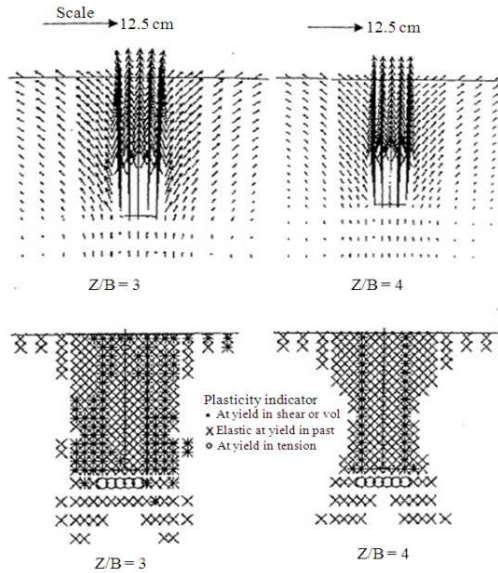 Scale
12.5 cm
12.5 cm
Z/B = 3
Z/B = 4
Plasticity indicator
At yield in shear or vol
Elastic at yield in past
At yield in tension
Z/B = 3
Z/B = 4